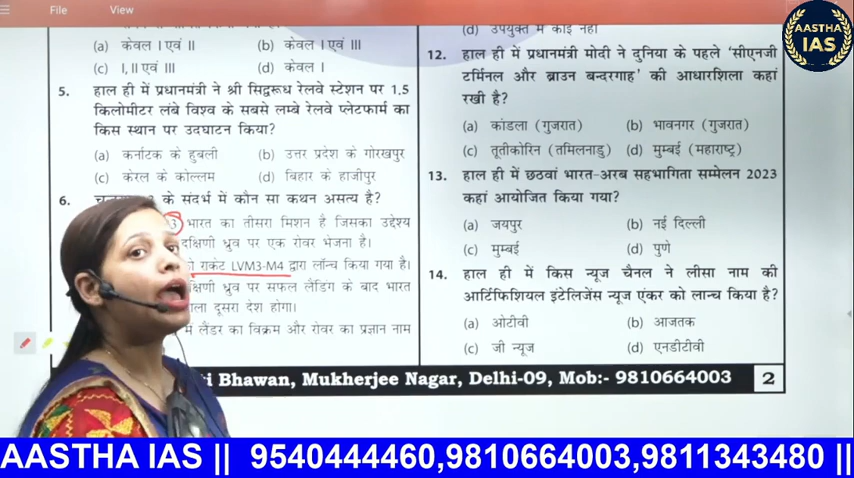 File
View
AASTHA
IAS
(a) केवल I एवं II (b) केवल I एवं III
(c) I, II एवं III (d) केवल I
5. हाल ही में प्रधानमंत्री ने श्री सिद्वरूध रेलवे स्टेशन पर 1.5
किलोमीटर लंबे विश्व के सबसे लम्बे रेलवे प्लेटफार्म का
किस स्थान पर उदघाटन किया?
(a) कर्नाटक के हुबली (b) उत्तर प्रदेश के गोरखपुर
(c) केरल के कोल्लम (d) बिहार के हाजीपुर
6. के संदर्भ में कौन सा कथन असत्य है?
3 भारत का तीसरा मिशन है जिसका उद्देश्य
दक्षिणी ध्रुव पर एक रोवर भेजना है।
राकेट LVM3-M4 द्वारा लॉन्च किया गया है।
ध्रुव पर सफल लैंडिंग के बाद भारत
दूसरा देश होगा।
में लैंडर का विक्रम और रोवर का प्रज्ञान नाम
(d) उपर्युक्त में कोई नहीं
12. हाल ही में प्रधानमंत्री मोदी ने दुनिया के पहले 'सीएनजी
टर्मिनल और ब्राउन बन्दरगाह' की आधारशिला कहां
रखी है?
(a) कांडला (गुजरात) (b) भावनगर (गुजरात)
(c) तूतीकोरिन (तमिलनाडु) (d) मुम्बई (महाराष्ट्र)
13. हाल ही में छठवां भारत-अरब सहभागिता सम्मेलन 2023
कहां आयोजित किया गया?
(a) जयपुर (b) नई दिल्ली
(c) मुम्बई (d) पुणे
14. हाल ही में किस न्यूज चैनल ने लीसा नाम की
आर्टिफिशियल इंटेलिजेंस न्यूज एंकर को लान्च किया है?
(a) ओटीवी (b) आजतक
(c) जी न्यूज (d) एनडीटीवी
Bhawan, Mukherjee Nagar, Delhi-09, Mob:- 9810664003 2
AASTHA IAS || 9540444460,9810664003,9811343480 ||